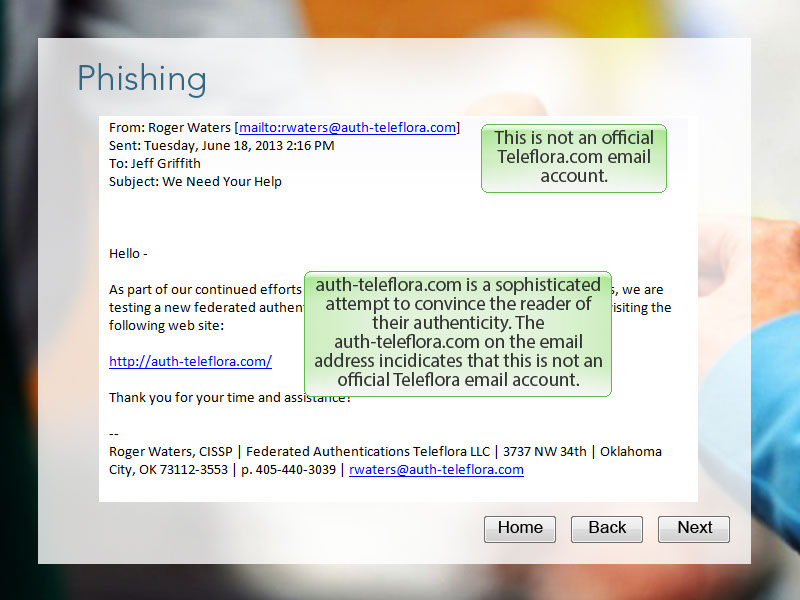 Phishing
From: Roger Waters [mailto:rwaters@auth-teleflora.com]
Sent: Tuesday, June 18, 2013 2:16 PM
To: Jeff Griffith
Subject: We Need Your Help
This is not an official
Teleflora.com email
account.
Hello -
As part of our continued efforts s, we are
testing a new federated authen isiting the
following web site:
auth-teleflora.com is a sophisticated
attempt to convince the reader of
their authenticity. The
auth-teleflora.com on the email
address incidicates that this is not an
official Teleflora email account.
http://auth-teleflora.com/
Thank you for your time and assistance!
--
Roger Waters, CISSP | Federated Authentications Teleflora LLC | 3737 NW 34th | Oklahoma
City, OK 73112-3553 | p. 405-440-3039 | rwaters@auth-teleflora.com
Home Back Next